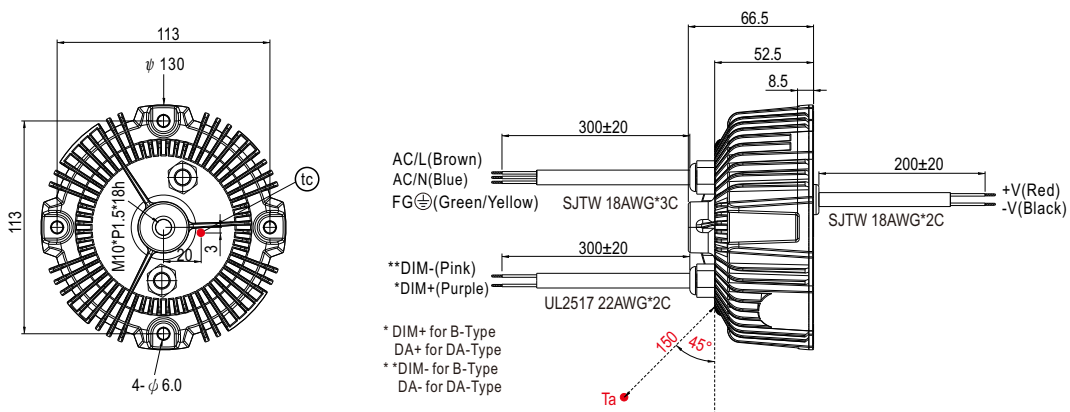 113
ψ 130
113
M10*P1.5*18h
tc
20
3
4- ϕ 6.0
66.5
52.5
8.5
300±20
AC/L(Brown)
AC/N(Blue)
FG⏚(Green/Yellow)
SJTW 18AWG*3C
200±20
+V(Red)
-V(Black)
SJTW 18AWG*2C
300±20
**DIM-(Pink)
*DIM+(Purple)
UL2517 22AWG*2C
* DIM+ for B-Type
DA+ for DA-Type
* *DIM- for B-Type
DA- for DA-Type
150
45°
Ta